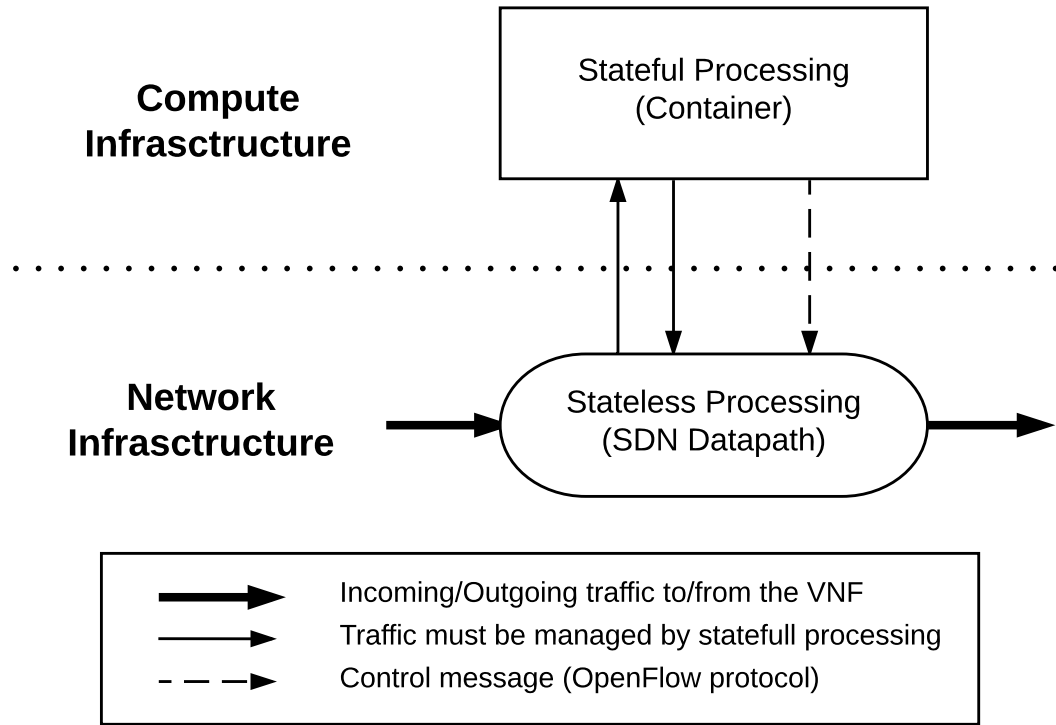 Stateful Processing
(Container)
Compute
Infrasctructure
Network
Infrasctructure
Stateless Processing
(SDN Datapath)
Incoming/Outgoing traffic to/from the VNF
Traffic must be managed by statefull processing
Control message (OpenFlow protocol)